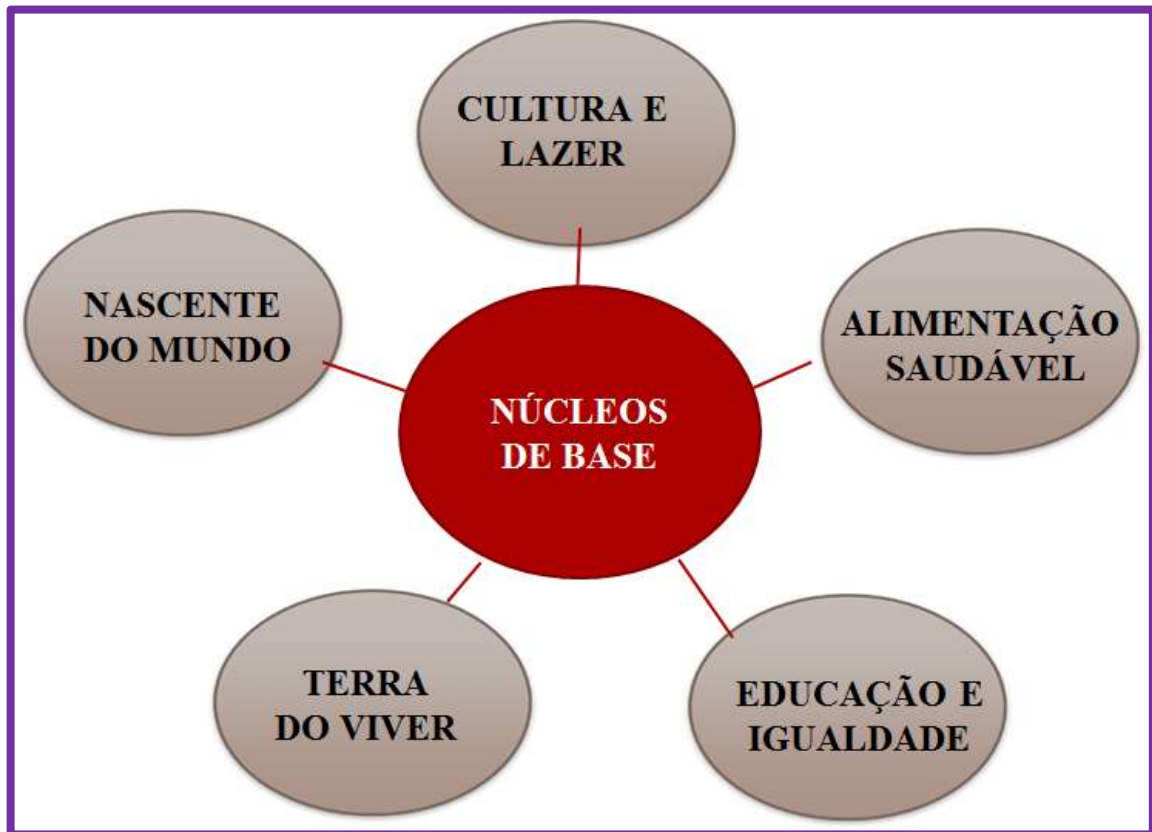 CULTURA E
LAZER
NASCENTE
DO MUNDO
ALIMENTAÇÃO
SAUDÁVEL
NÚCLEOS
DE BASE
TERRA
DO VIVER
EDUCAÇÃO E
IGUALDADE